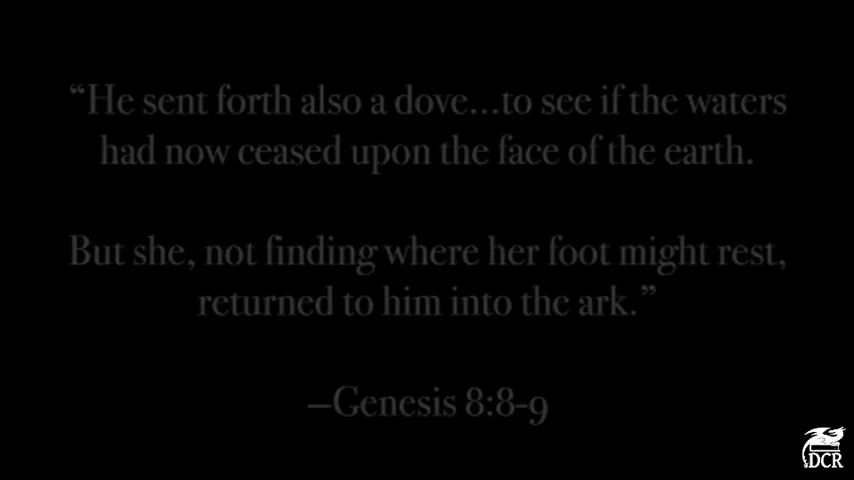 “He sent forth also a dove...to see if the waters
had now ceased upon the face of the earth.
But she, not finding where her foot might rest,
returned to him into the ark.”
–Genesis 8:8-9
DCR